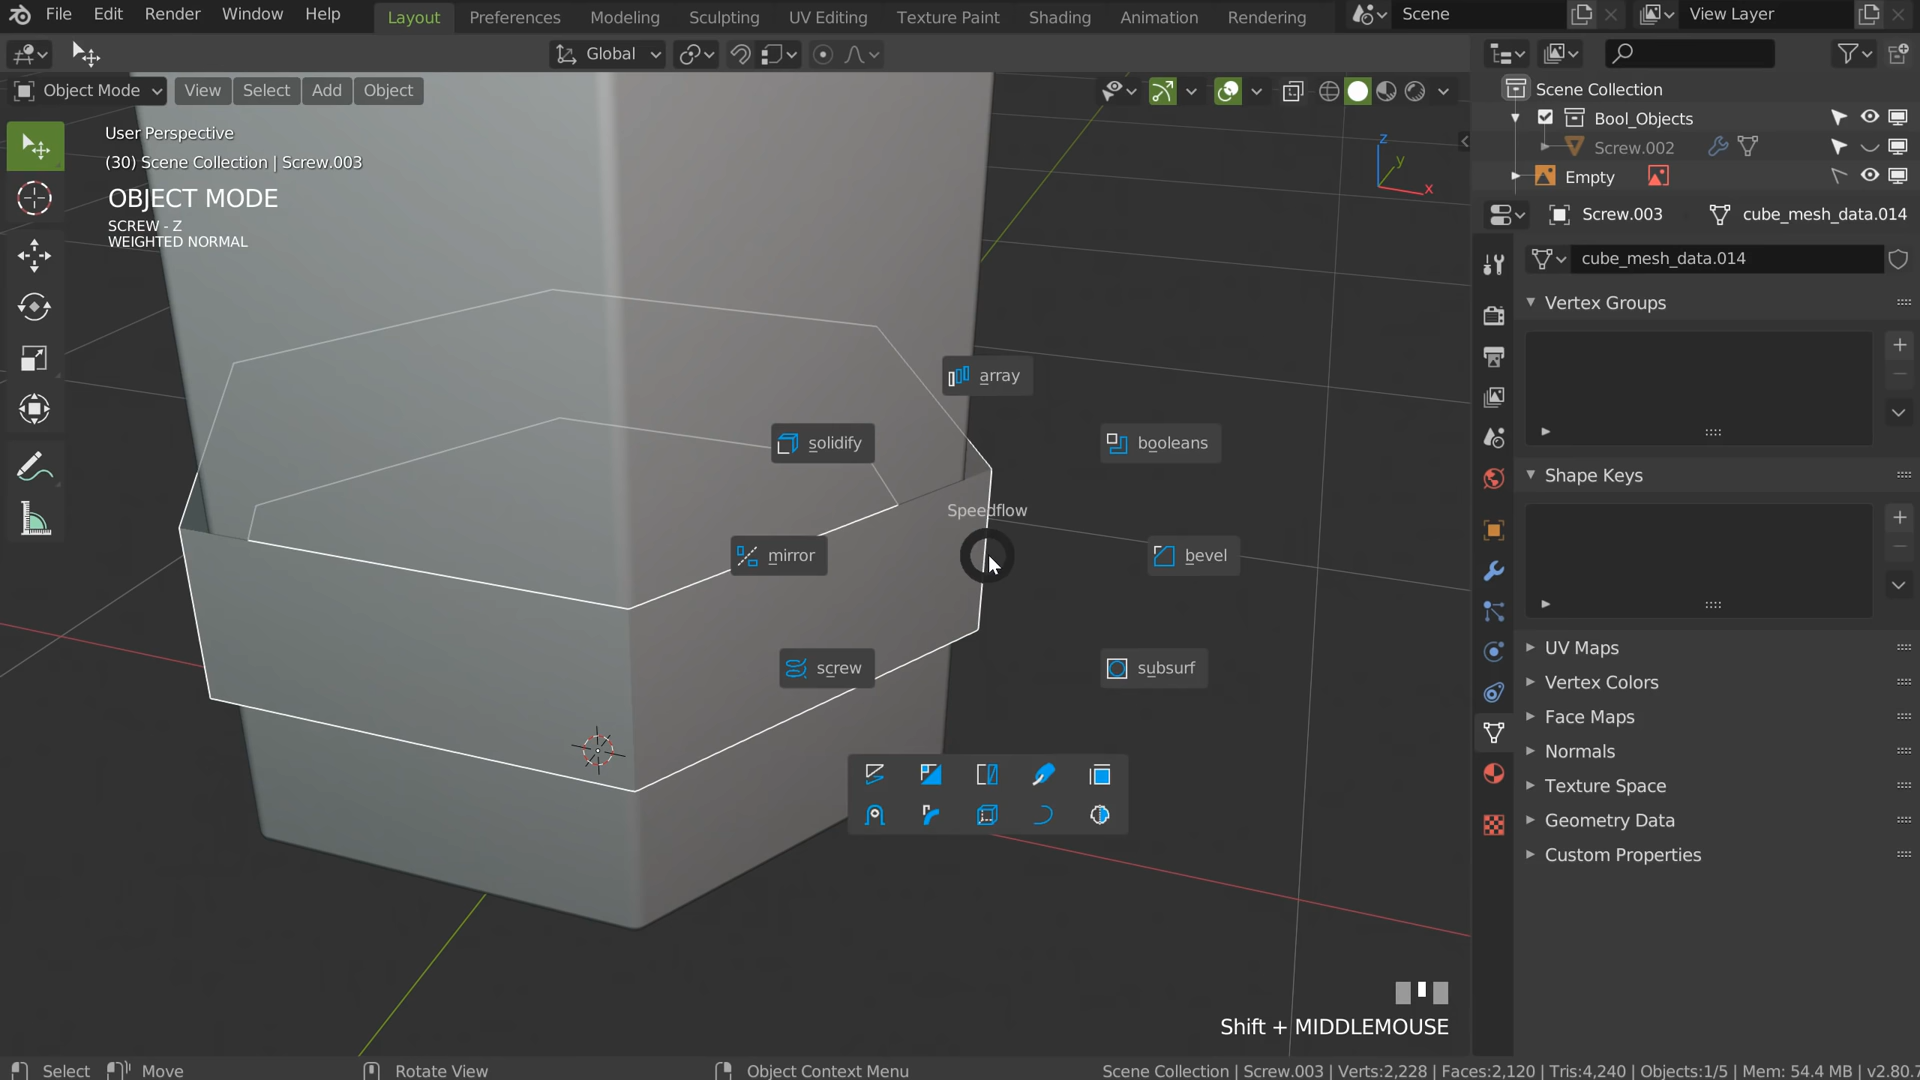 File Edit Render Window Help Layout Preferences Modeling Sculpting UV Editing Texture Paint Shading Animation Rendering Scene View Layer
Global
Object Mode View Select Add Object
User Perspective
(30) Scene Collection | Screw.003
OBJECT MODE
SCREW - Z
WEIGHTED NORMAL
z
y
x
array
solidify
booleans
Speedflow
mirror
bevel
screw
subsurf
Shift + MIDDLEMOUSE
Scene Collection
Bool_Objects
Screw.002
Empty
Screw.003 cube_mesh_data.014
cube_mesh_data.014
Vertex Groups
Shape Keys
UV Maps
Vertex Colors
Face Maps
Normals
Texture Space
Geometry Data
Custom Properties
Select Move Rotate View Object Context Menu Scene Collection | Screw.003 | Verts:2,228 | Faces:2,120 | Tris:4,240 | Objects:1/5 | Mem: 54.4 MB | v2.80.7